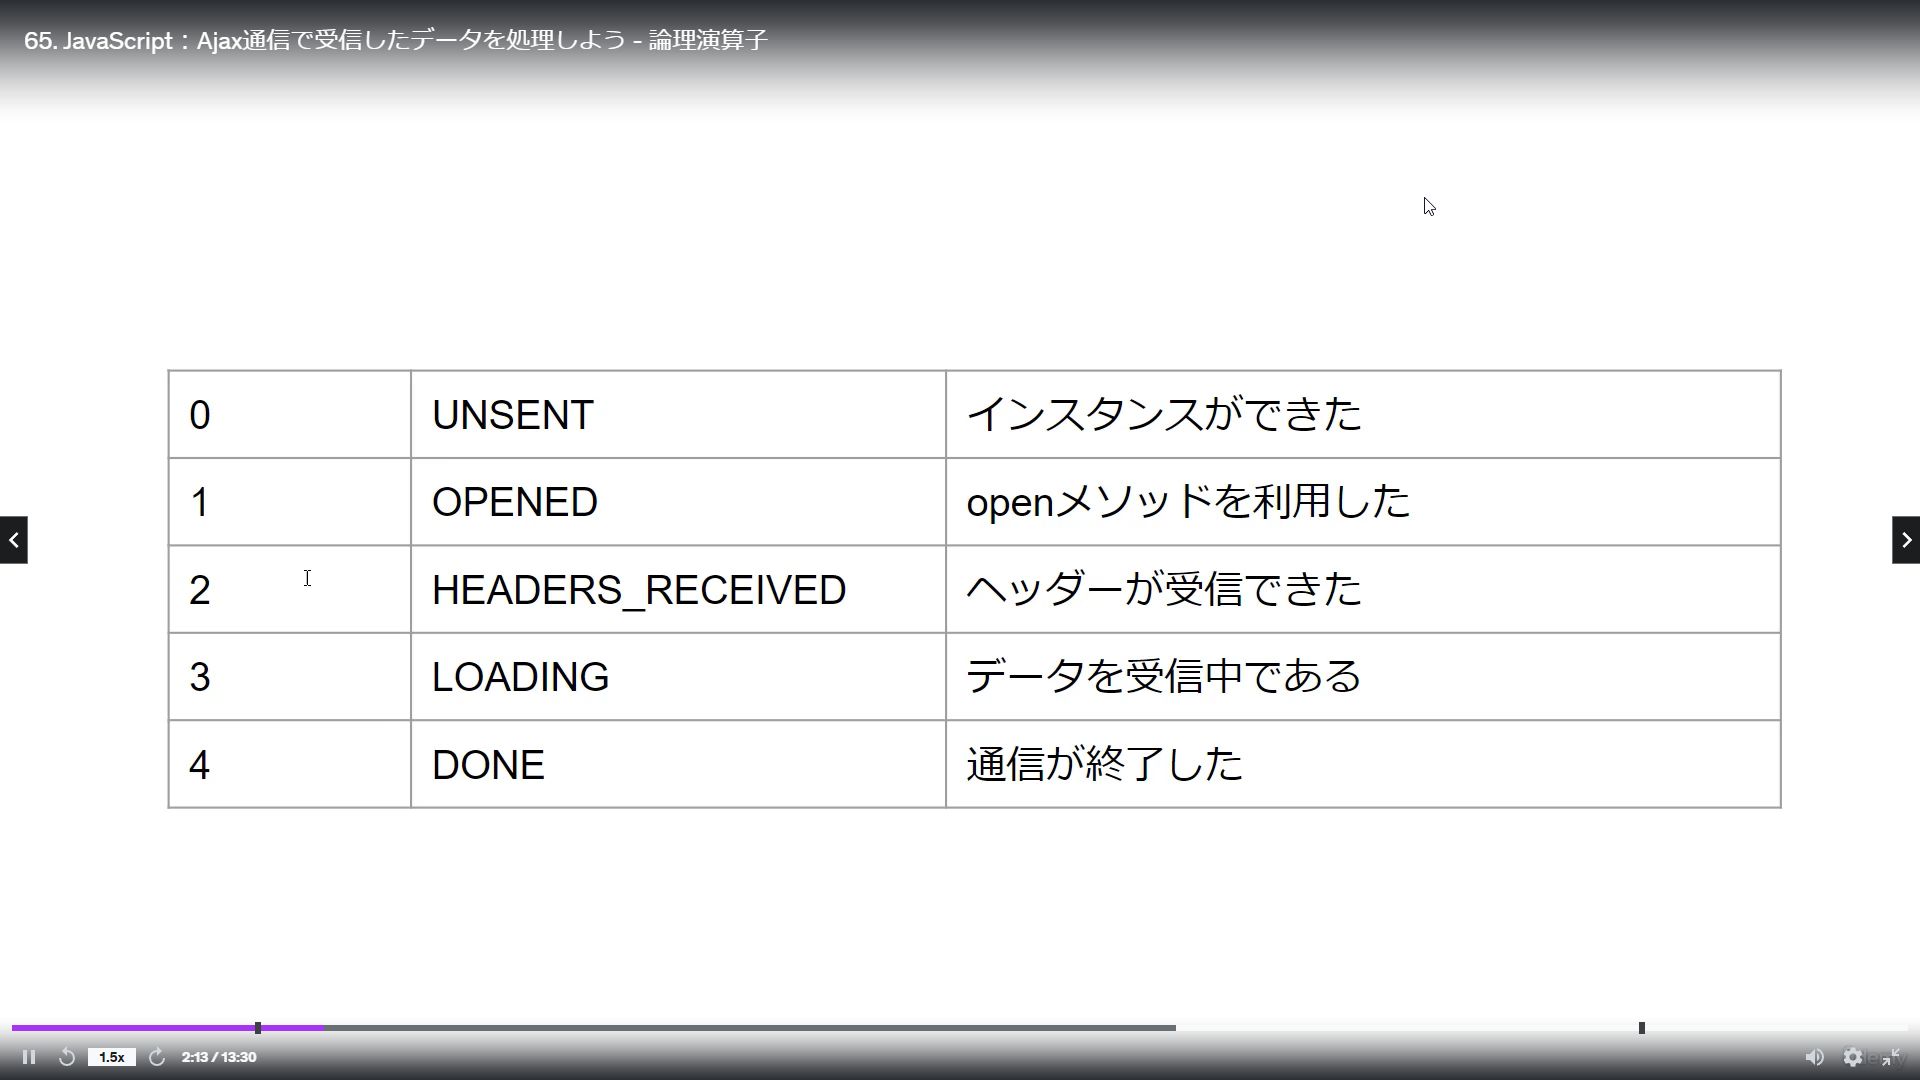 65. JavaScript：Ajax通信で受信したデータを処理しよう - 論理演算子
0 UNSENT インスタンスができた
1 OPENED openメソッドを利用した
2 HEADERS_RECEIVED ヘッダーが受信できた
3 LOADING データを受信中である
4 DONE 通信が終了した
1.5x 2:13 / 13:30